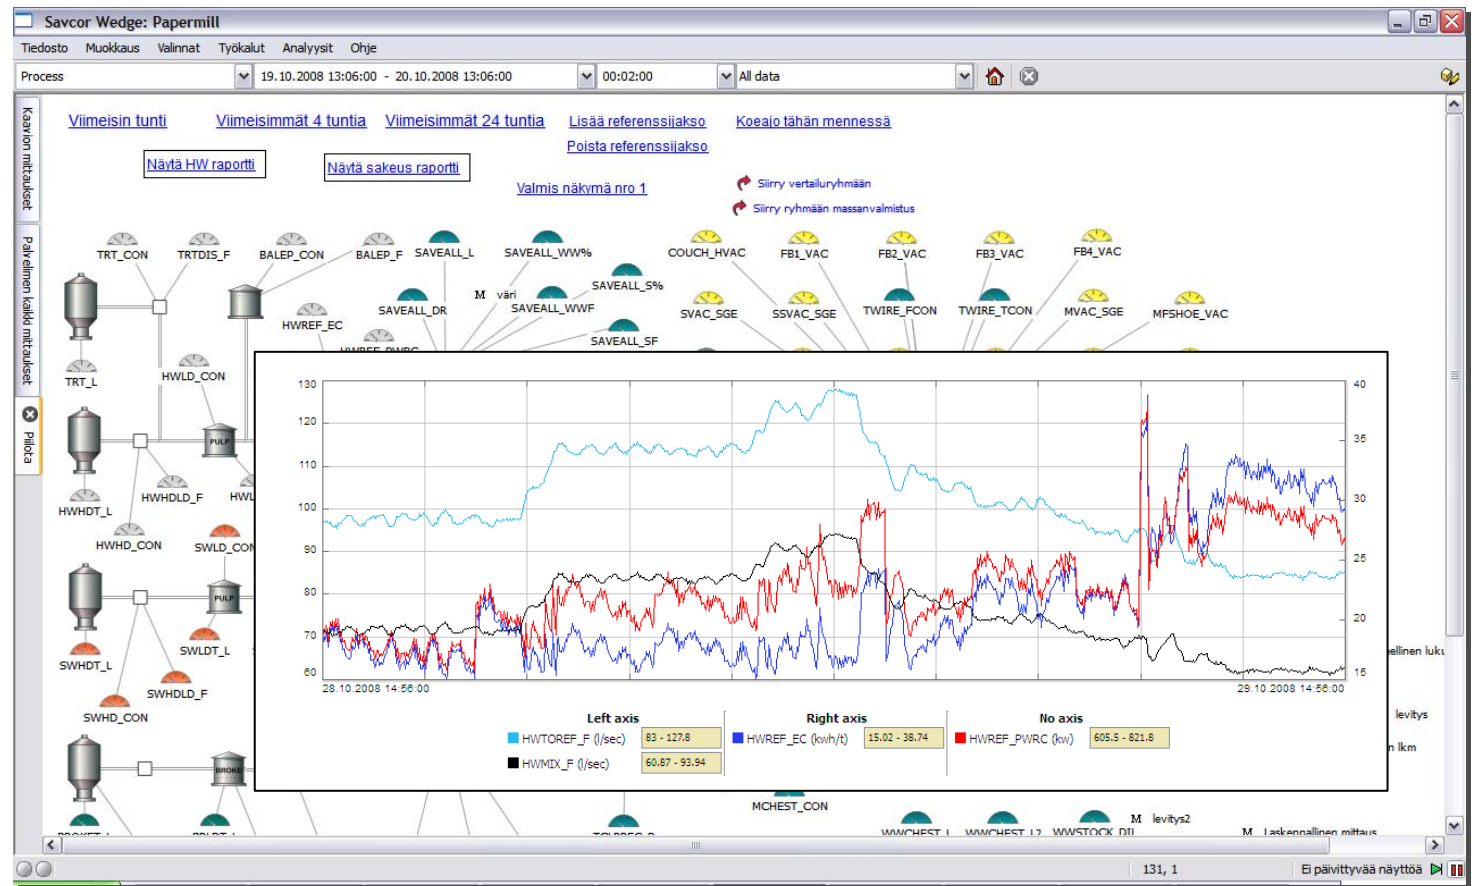 Savcor Wedge: Papermill
Tiedosto Muokkaus Valinnat Työkalut Analyysit Ohje
Process 19.10.2008 13:06:00 - 20.10.2008 13:06:00 00:02:00 All data
Kaavion mittaukset
Palvelimen kaikki mittaukset
Piilota
Viimeisin tunti Viimeisimmät 4 tuntia Viimeisimmät 24 tuntia Lisää referenssijakso Koeajo tähän mennessä
Poista referenssijakso
Näytä HW raportti Näytä sakeus raportti
Valmis näkymä nro 1 Siirry vertailuryhmään
Siirry ryhmään massanvalmistus
TRT_CON TRTDIS_F BALEP_CON BALEP_F SAVEALL_L SAVEALL_WW% COUCH_HVAC FB1_VAC FB2_VAC FB3_VAC FB4_VAC
SAVEALL_S%
M väri
HWREF_EC SAVEALL_DR SAVEALL_WWF SVAC_SGE SSVAC_SGE TWIRE_FCON TWIRE_TCON MVAC_SGE MFSHOE_VAC
HWREF_PWRC SAVEALL_SF
TRT_L HWLD_CON
PULP
HWHDLD_F
HWHDT_L
HWHD_CON SWLD_CON
PULP
SWLDT_L
SWHDT_L
SWHDLD_F
SWHD_CON
BROKE
130 40
120
35
110
100 30
90
25
80
70 20
60 15
28.10.2008 14:56:00 29.10.2008 14:56:00
Left axis Right axis No axis
HWTOREF_F (l/sec) 83 - 127.8 HWREF_EC (kwh/t) 15.02 - 38.74 HWREF_PWRC (kw) 605.5 - 821.8
HWMIX_F (l/sec) 60.87 - 93.94
levitys
MCHEST_CON
M levitys2
WWCHEST_L WWCHEST_L2 WWSTOCK_DIL
M Laskennallinen mittaus
131, 1 Ei päivittyvää näyttöä